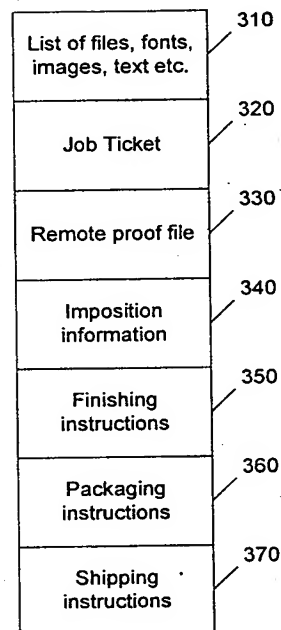 List of files, fonts,
images, text etc.
310
Job Ticket
320
Remote proof file
330
Imposition
information
340
Finishing
instructions
350
Packaging
instructions
360
Shipping
instructions
370